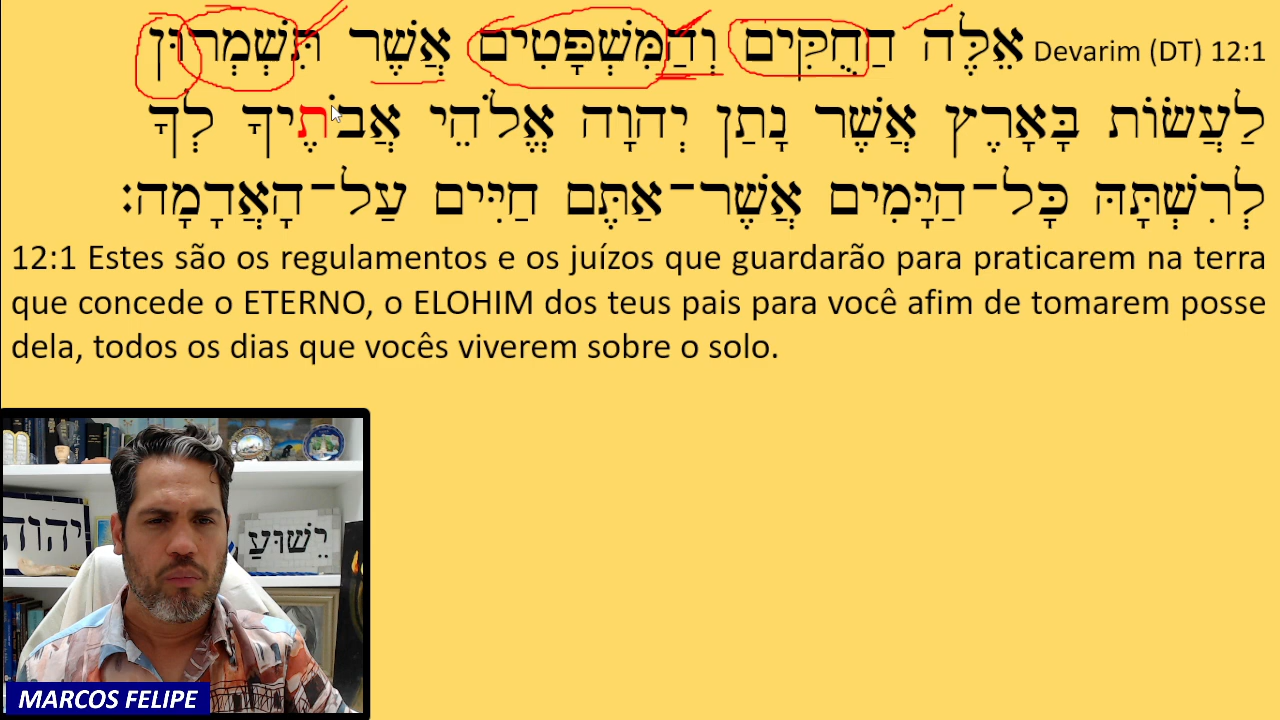 Devarim (DT) 12:1 אֵלֶּה הַחֻקִּים וְהַמִּשְׁפָּטִים אֲשֶׁר תִּשְׁמְרוּן
לַעֲשׂוֹת בָּאָרֶץ אֲשֶׁר נָתַן יְהוָה אֱלֹהֵי אֲבֹתֶיךָ לְךָ
לְרִשְׁתָּהּ כָּל־הַיָּמִים אֲשֶׁר־אַתֶּם חַיִּים עַל־הָאֲדָמָה׃
12:1 Estes são os regulamentos e os juízos que guardarão para praticarem na terra
que concede o ETERNO, o ELOHIM dos teus pais para você afim de tomarem posse
dela, todos os dias que vocês viverem sobre o solo.
יהוה
יֵשׁוּעַ
MARCOS FELIPE